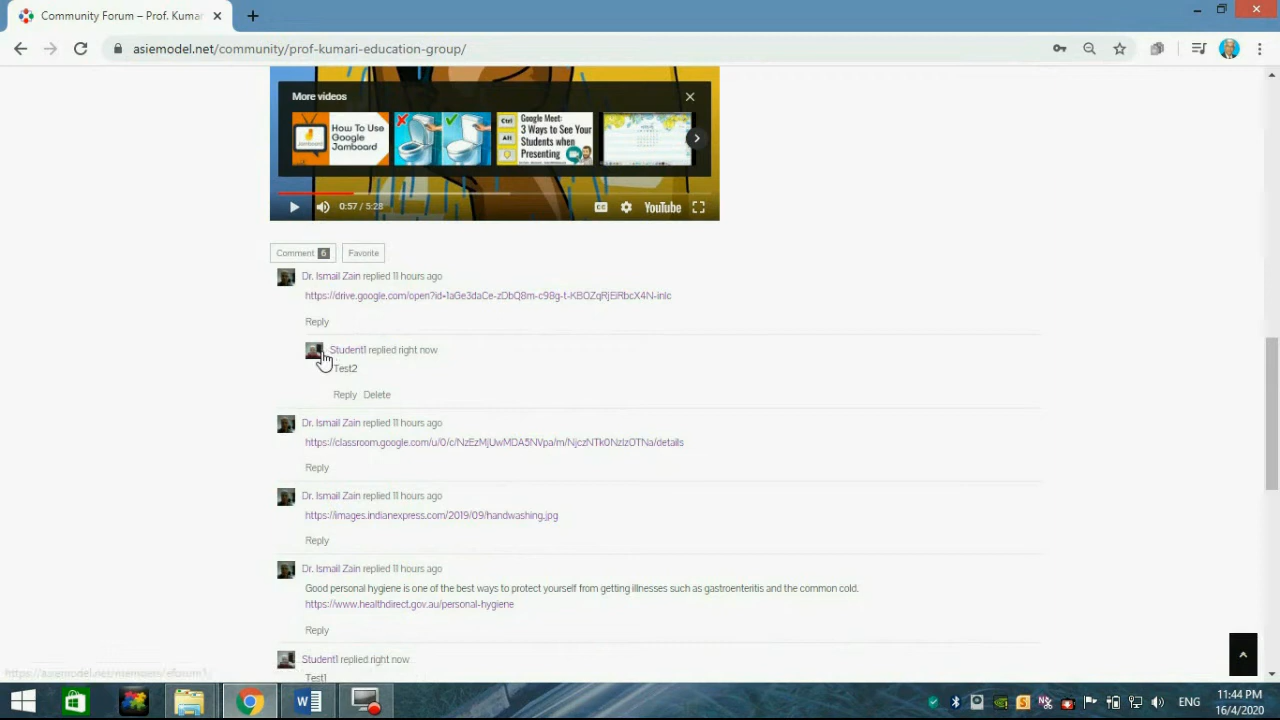 Community Forum – Prof. Kumar
asiemodel.net/community/prof-kumari-education-group/
More videos
How To Use Google Jamboard
Ctrl
Alt
Google Meet: 3 Ways to See Your Students when Presenting
0:57 / 5:28
CC
YouTube
Comment 6
Favorite
Dr. Ismail Zain replied 11 hours ago
https://drive.google.com/open?id=1aGe3daCe-zDbQ8m-c98g-t-KBOZqRjEiRbcX4N-inlc
Reply
Student1 replied right now
Test2
Reply Delete
Dr. Ismail Zain replied 11 hours ago
https://classroom.google.com/u/0/c/NzEzMjUwMDA5NVpa/m/NjczNTk0NzIzOTNa/details
Reply
Dr. Ismail Zain replied 11 hours ago
https://images.indianexpress.com/2019/09/handwashing.jpg
Reply
Dr. Ismail Zain replied 11 hours ago
Good personal hygiene is one of the best ways to protect yourself from getting illnesses such as gastroenteritis and the common cold.
https://www.healthdirect.gov.au/personal-hygiene
Reply
Student1 replied right now
Test1
ENG
11:44 PM
16/4/2020